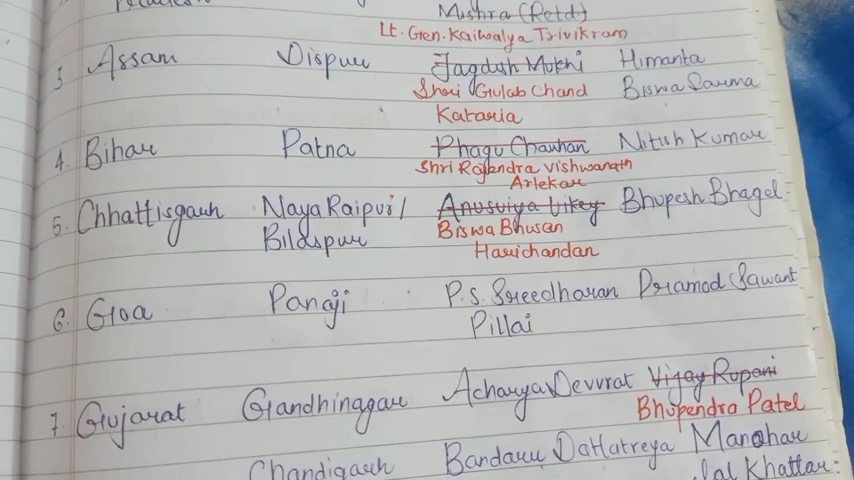 Mishra (Retd)
Lt. Gen. Kaiwalya Trivikram
3. Assam Dispur Jagdish Mukhi Himanta
Shri Gulab Chand Biswa Sarma
Kataria
4. Bihar Patna Phagu Chauhan Nitish Kumar
Shri Rajendra Vishwanath
Arlekar
5. Chhattisgarh Naya Raipur/ Anusuiya Uikey Bhupesh Bhagel
Bilaspur Biswa Bhusan
Harichandan
6. Goa Panaji P.S. Sreedharan Pramod Sawant
Pillai
7. Gujarat Gandhinagar Acharya Devvrat Vijay Rupani
Bhupendra Patel
Chandigarh Bandaru Dattatreya Manohar
Lal Khattar